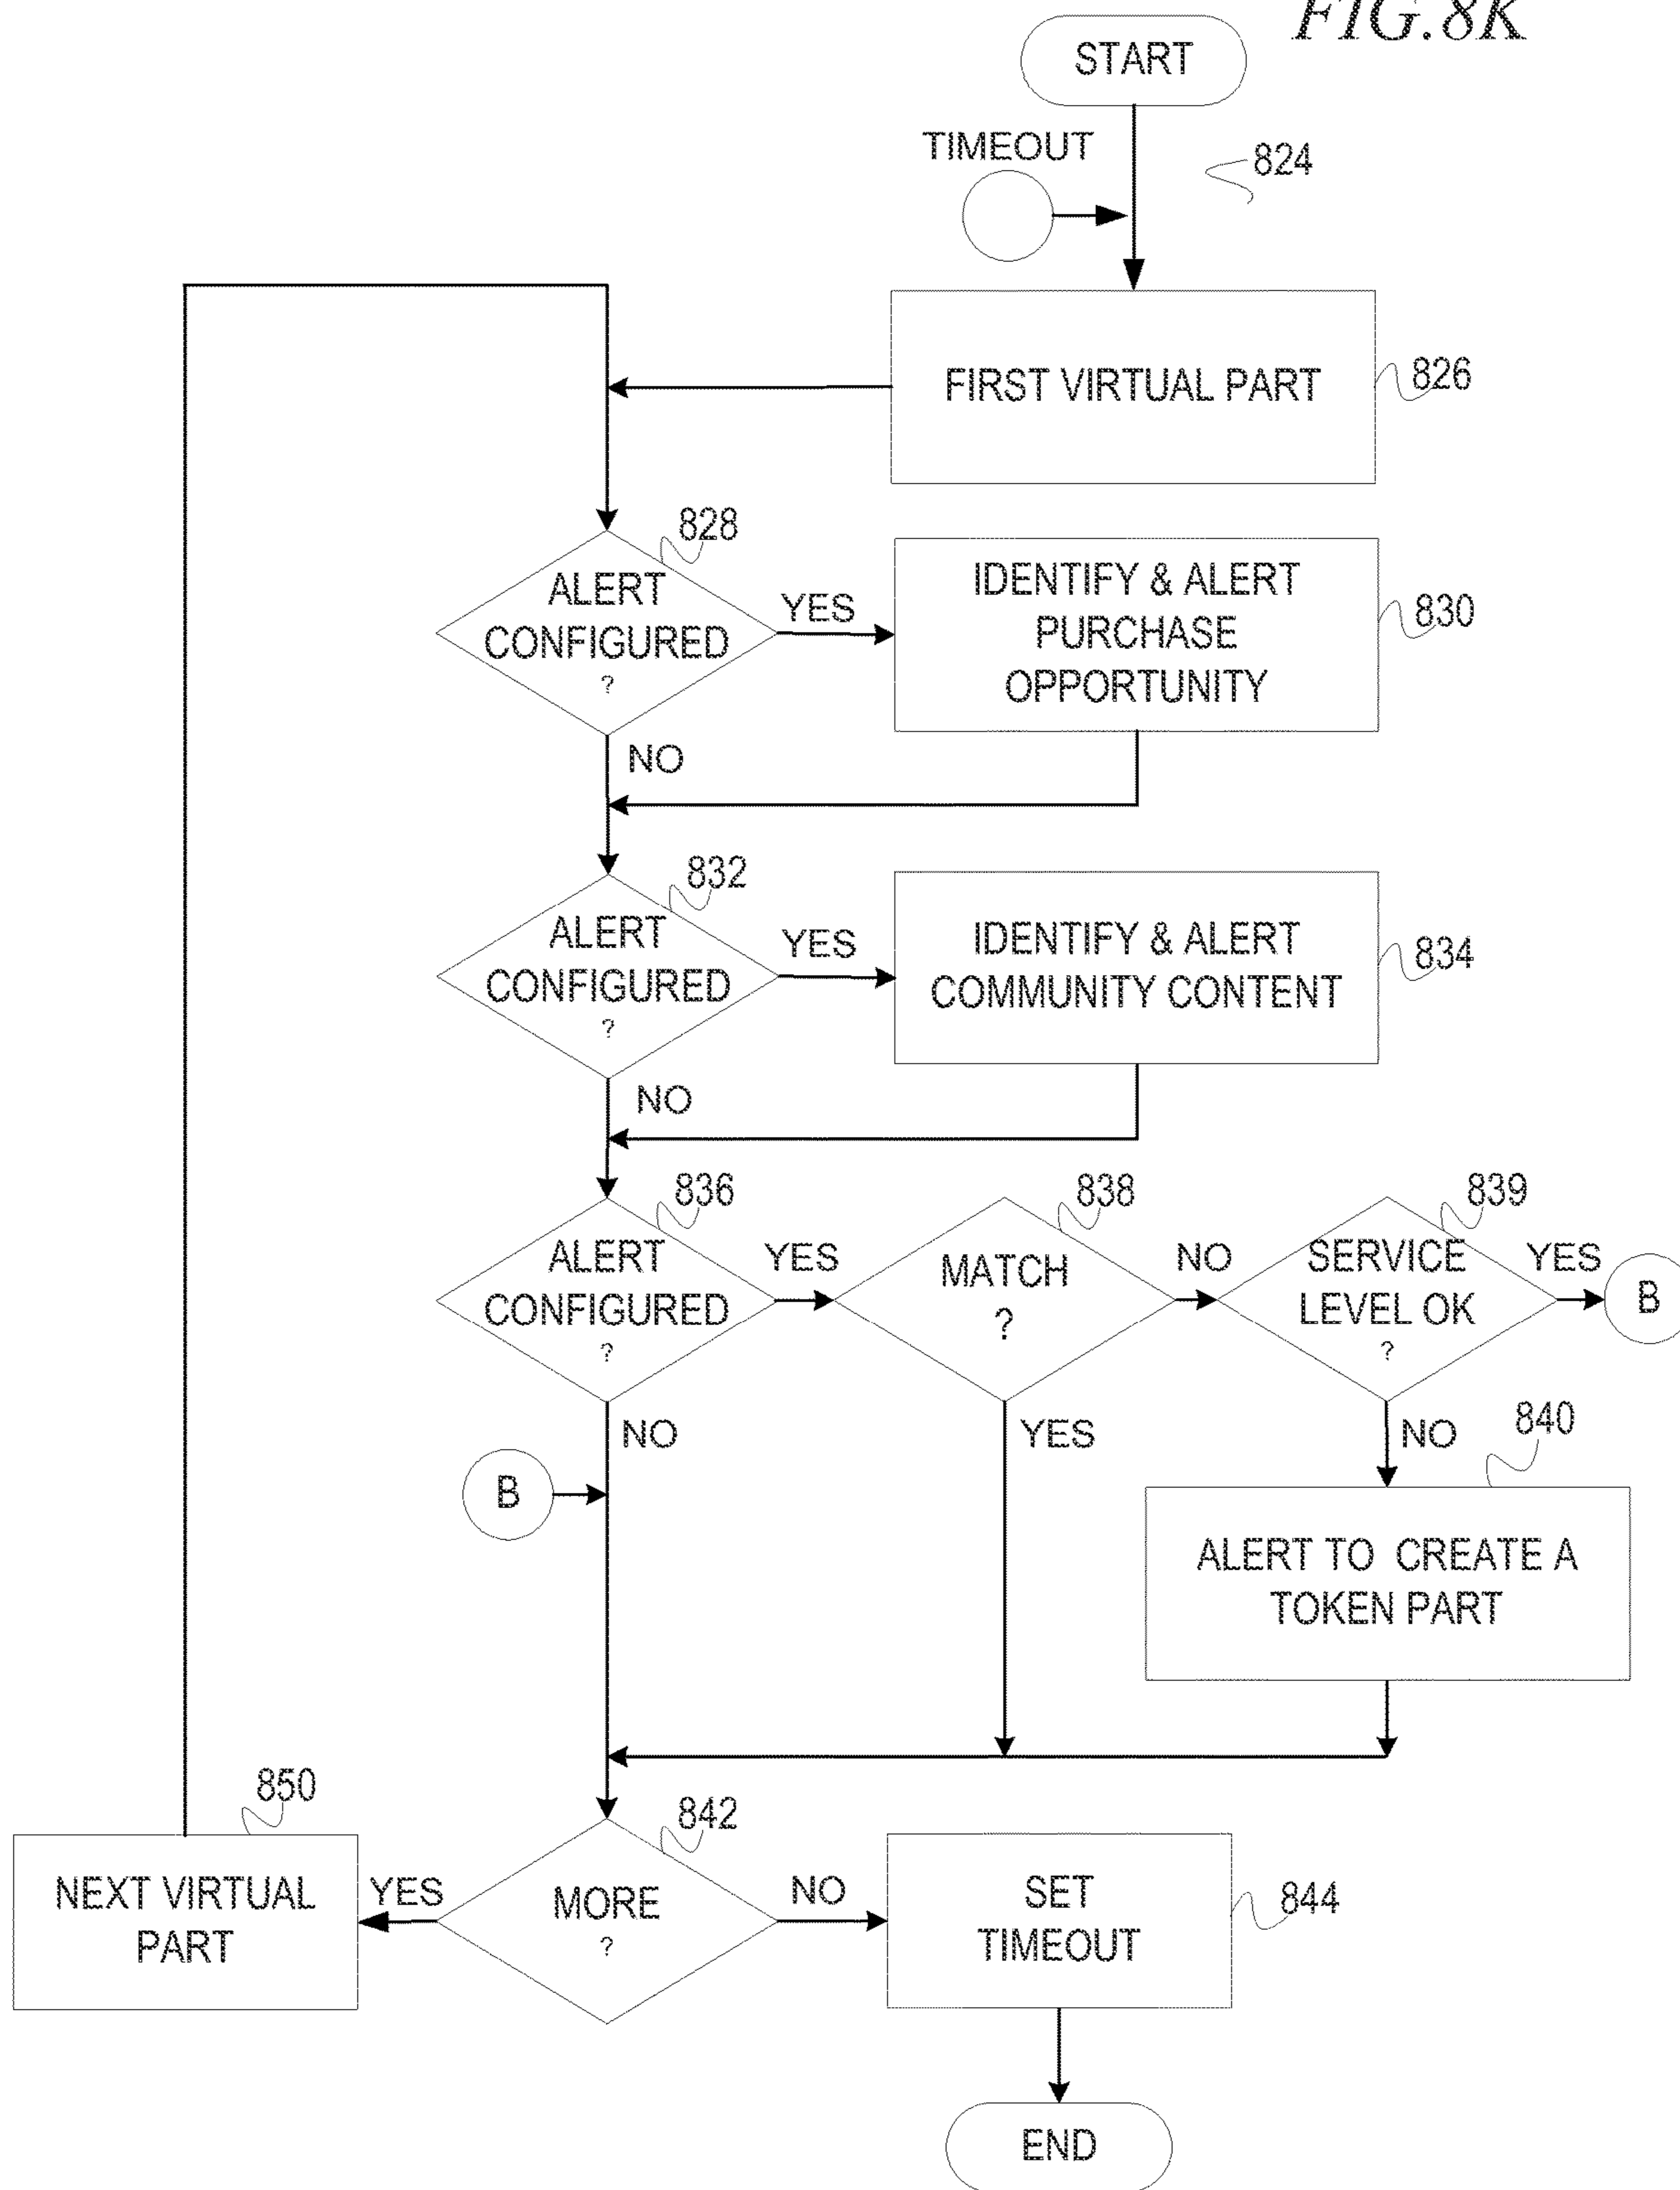 FIG. 8K
START
TIMEOUT
824
FIRST VIRTUAL PART
826
828
ALERT
CONFIGURED
?
YES
IDENTIFY & ALERT
PURCHASE
OPPORTUNITY
830
NO
832
ALERT
CONFIGURED
?
YES
IDENTIFY & ALERT
COMMUNITY CONTENT
834
NO
836
ALERT
CONFIGURED
?
YES
838
MATCH
?
NO
839
SERVICE
LEVEL OK
?
YES
B
NO
YES
NO
840
B
ALERT TO CREATE A
TOKEN PART
850
NEXT VIRTUAL
PART
YES
842
MORE
?
NO
SET
TIMEOUT
844
END